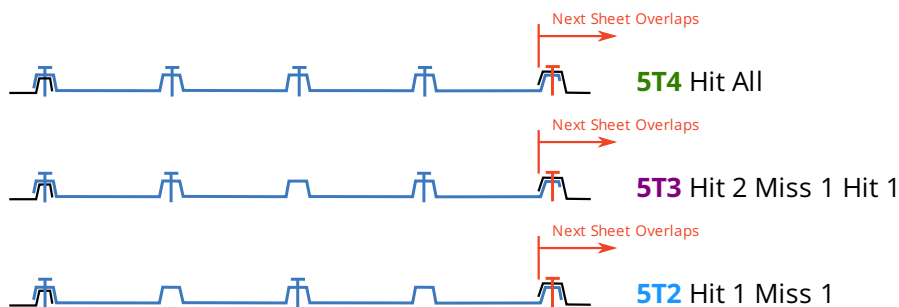 Next Sheet Overlaps
5T4 Hit All
Next Sheet Overlaps
5T3 Hit 2 Miss 1 Hit 1
Next Sheet Overlaps
5T2 Hit 1 Miss 1